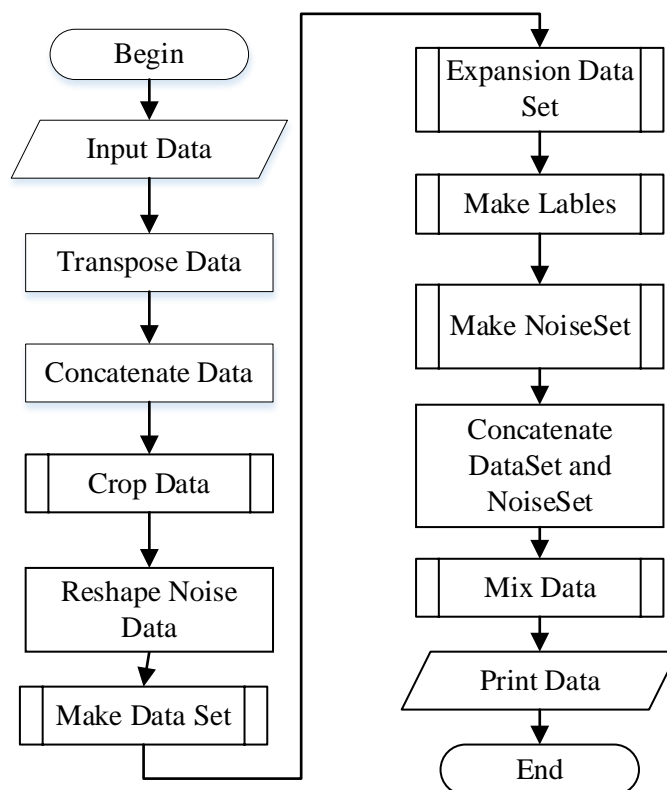 Begin
Input Data
Transpose Data
Concatenate Data
Crop Data
Reshape Noise
Data
Make Data Set
Expansion Data
Set
Make Lables
Make NoiseSet
Concatenate
DataSet and
NoiseSet
Mix Data
Print Data
End